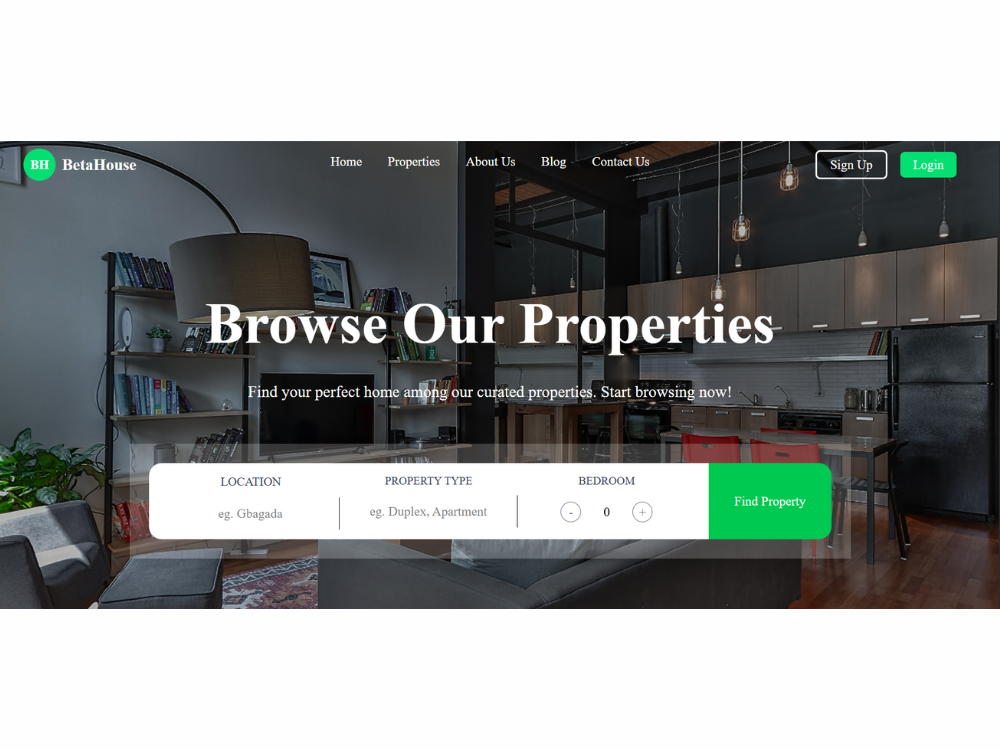 BH BetaHouse
Home Properties About Us Blog Contact Us
Sign Up Login
Browse Our Properties
Find your perfect home among our curated properties. Start browsing now!
LOCATION PROPERTY TYPE BEDROOM
eg. Gbagada eg. Duplex, Apartment - 0 +
Find Property